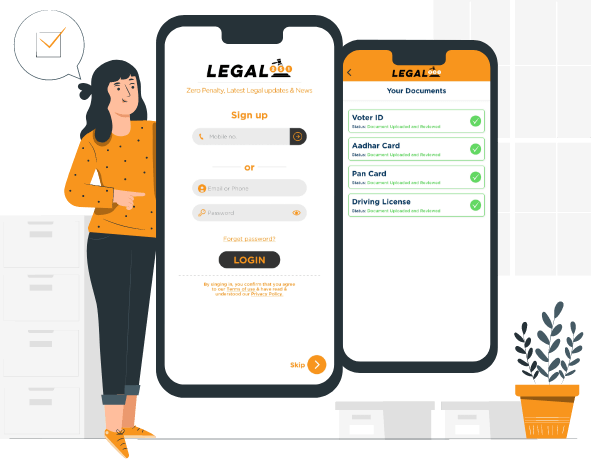 LEGAL 251
Zero Penalty, Latest Legal updates & News
Sign up
Mobile no.
or
Email or Phone
Password
Forgot password?
LOGIN
By singing in, you confirm that you agree
to our Terms of use & have read &
understood our Privacy Policy.
Skip
LEGAL one
Your Documents
Voter ID
Status: Document Uploaded and Reviewed
Aadhar Card
Status: Document Uploaded and Reviewed
Pan Card
Status: Document Uploaded and Reviewed
Driving License
Status: Document Uploaded and Reviewed